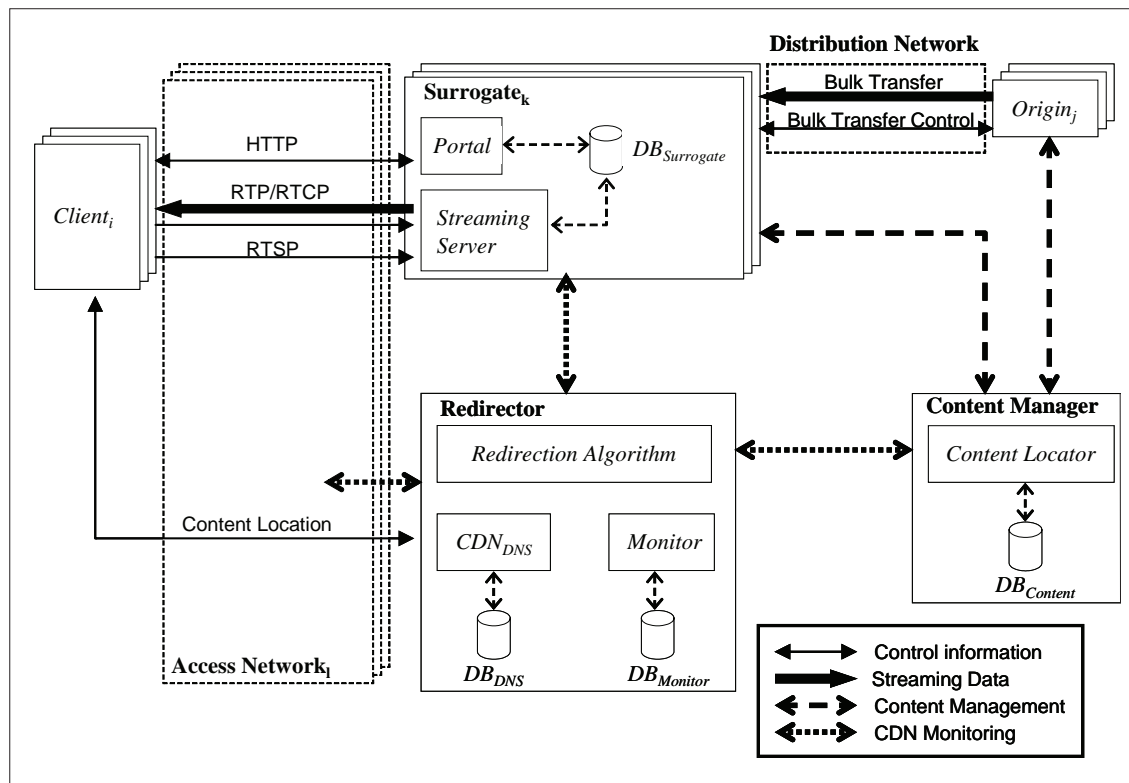 Distribution Network
Bulk Transfer
Bulk Transfer Control
Origin_j
Surrogate_k
Portal
DB_Surrogate
Streaming
Server
HTTP
RTP/RTCP
RTSP
Client_i
Redirector
Redirection Algorithm
CDN_DNS
Monitor
DB_DNS
DB_Monitor
Content Manager
Content Locator
DB_Content
Content Location
Access Network_l
Control information
Streaming Data
Content Management
CDN Monitoring